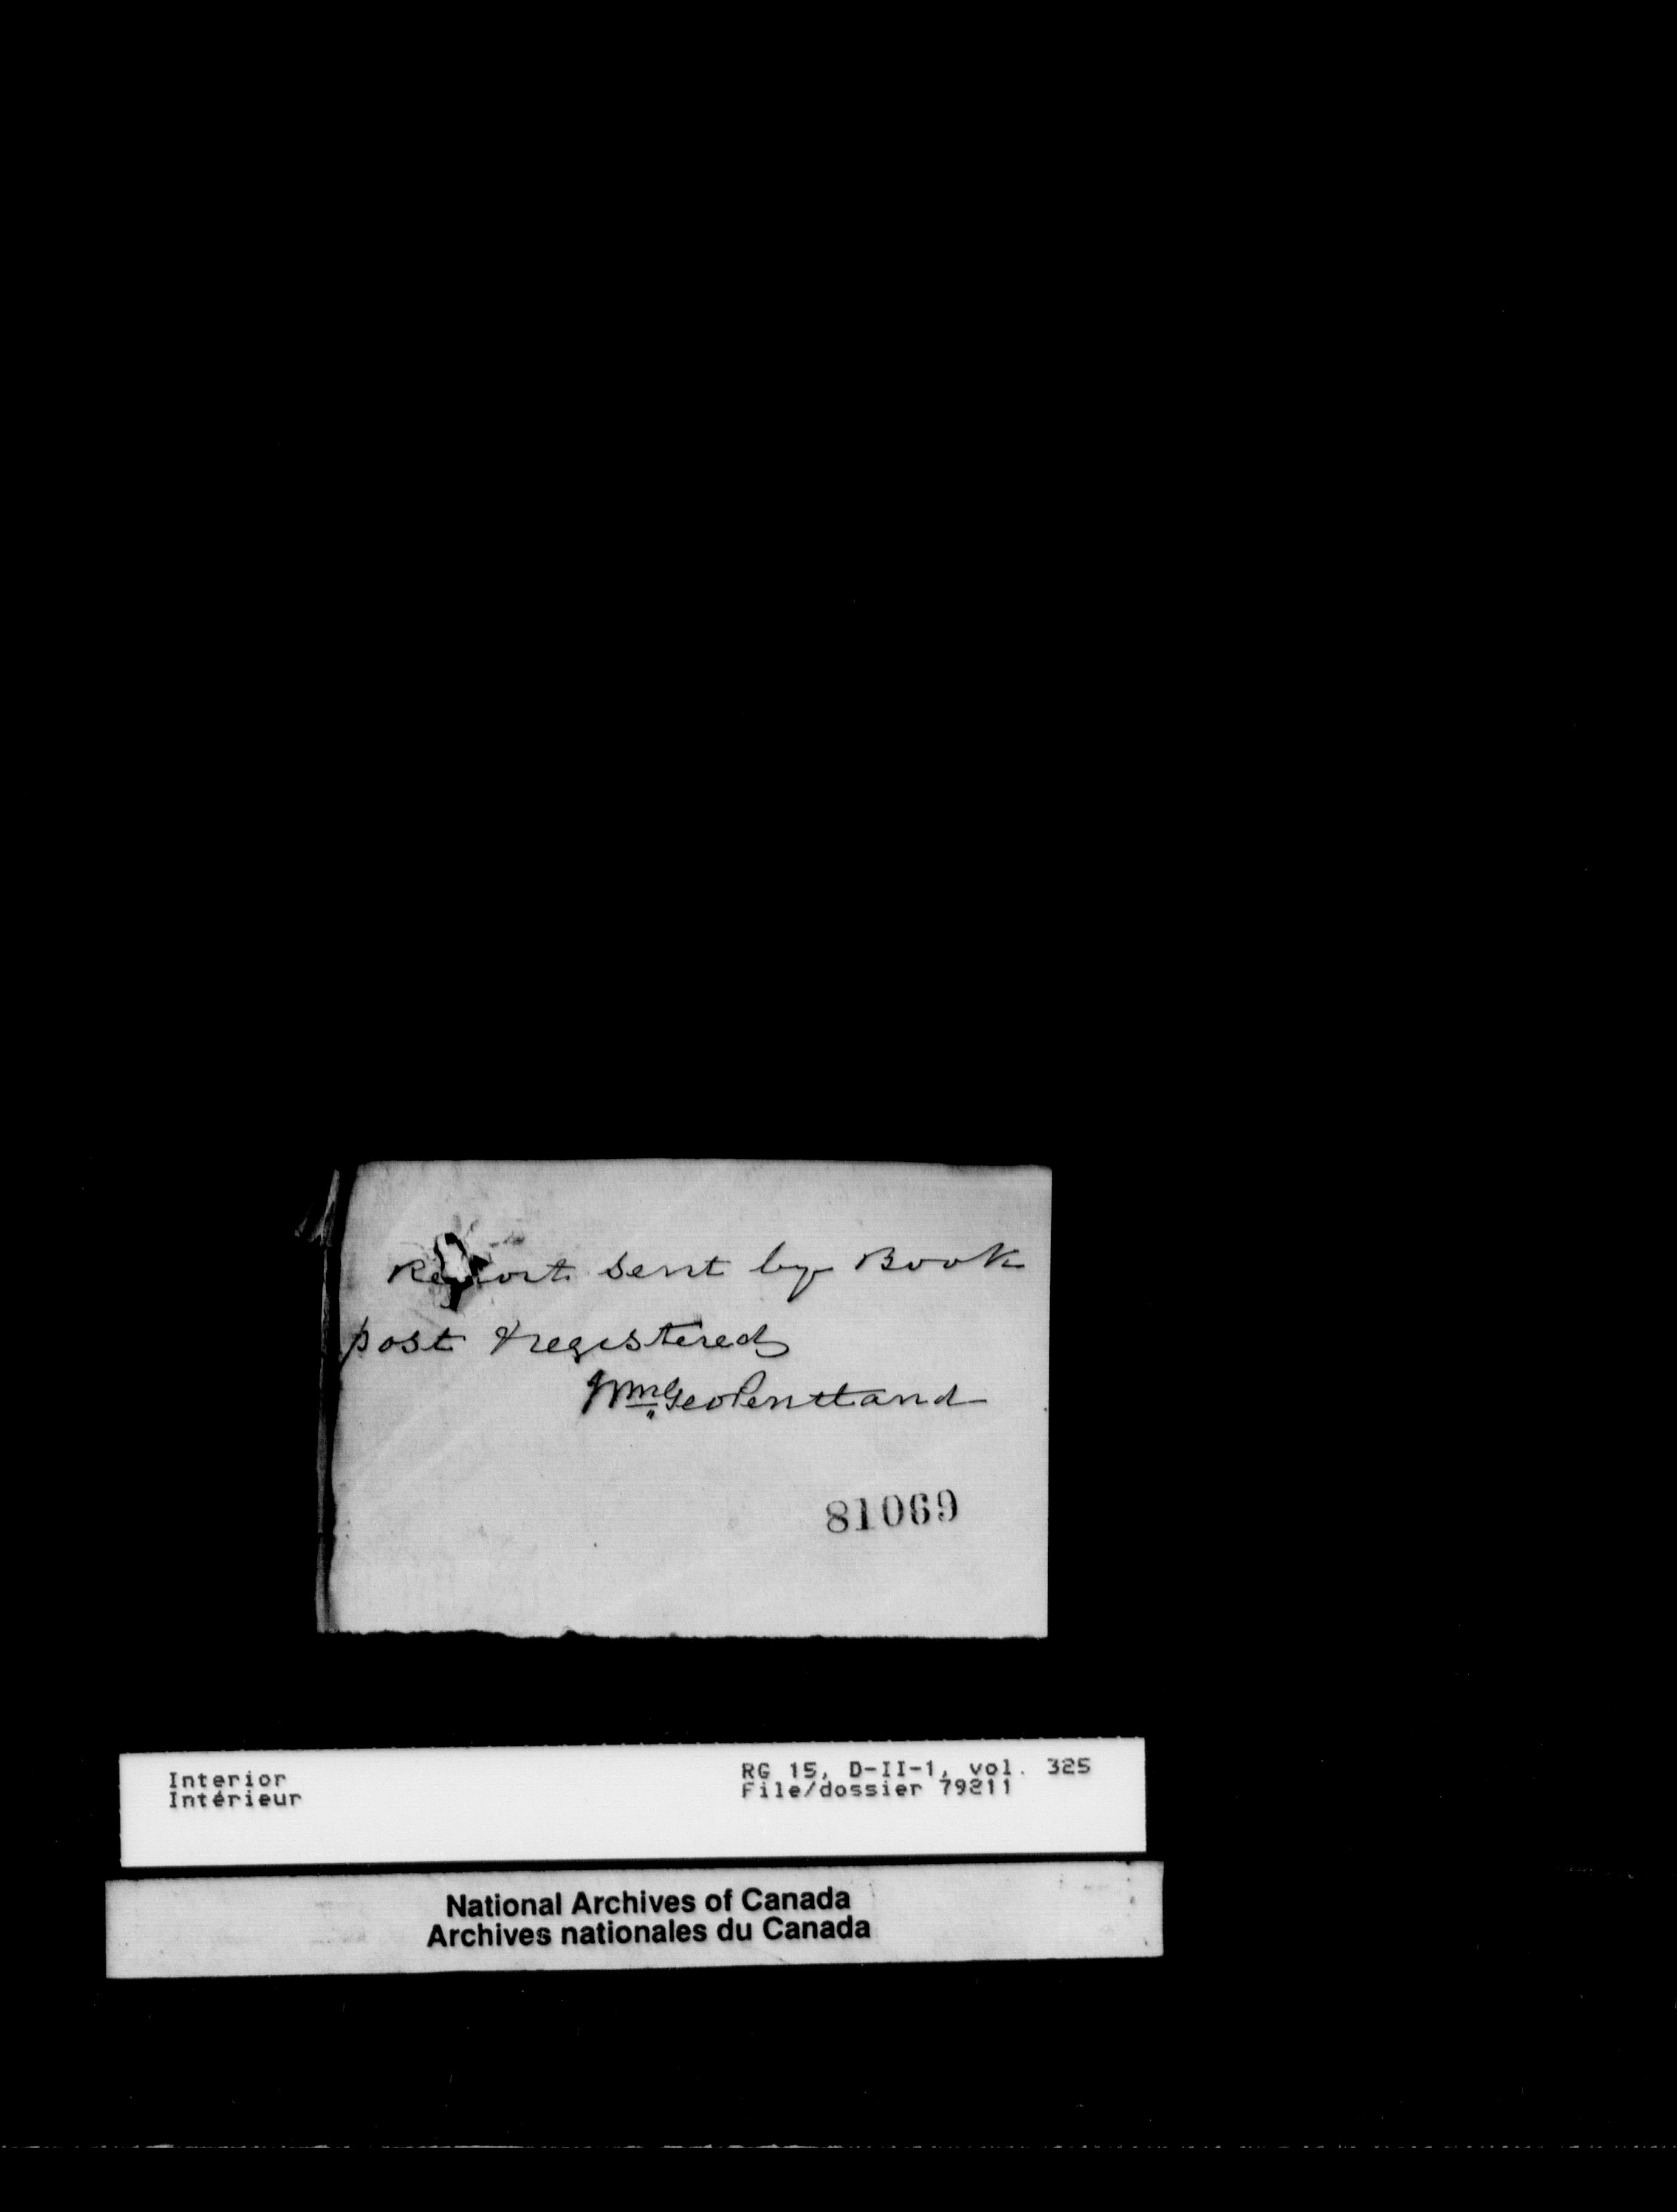 Report sent by Book
post & registered
Wm Geo Pentland
81069
Interior
Intérieur
RG 15, D-II-1, vol. 325
File/dossier 79211
National Archives of Canada
Archives nationales du Canada